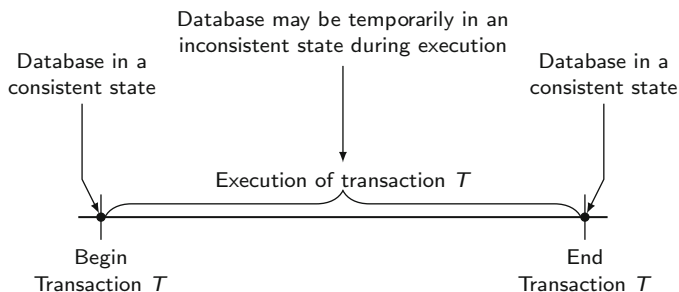 Database may be temporarily in an
inconsistent state during execution
Database in a
consistent state
Database in a
consistent state
Execution of transaction T
Begin
Transaction T
End
Transaction T